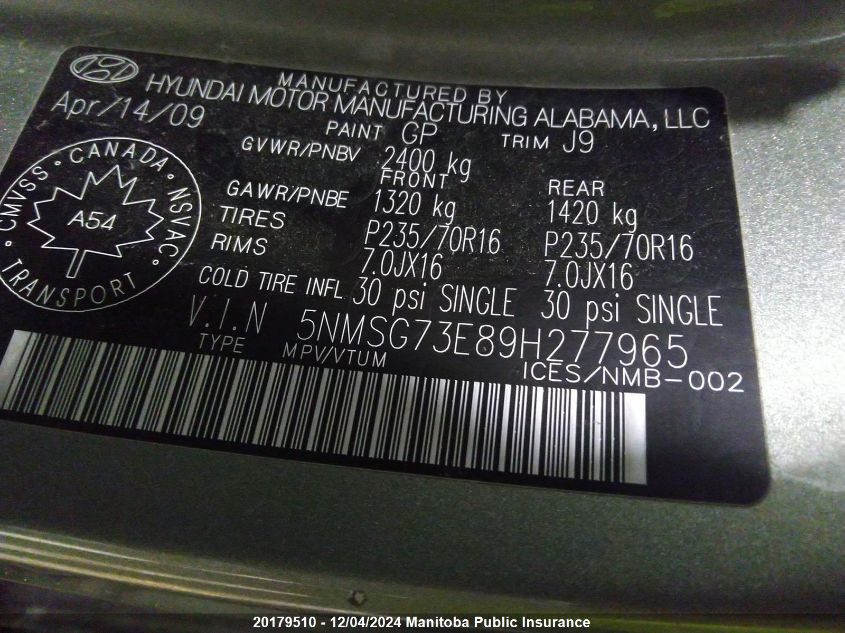 MANUFACTURED BY
HYUNDAI MOTOR MANUFACTURING ALABAMA, LLC
Apr/14/09
PAINT GP TRIM J9
GVWR/PNBV 2400 kg
FRONT REAR
GAWR/PNBE 1320 kg 1420 kg
TIRES P235/70R16 P235/70R16
RIMS 7.0JX16 7.0JX16
COLD TIRE INFL. 30 psi SINGLE 30 psi SINGLE
CANADA
CMVSS • NSVAC
A54
TRANSPORT
V.I.N 5NMSG73E89H277965
TYPE MPV/VTUM ICES/NMB-002
20179510 - 12/04/2024 Manitoba Public Insurance